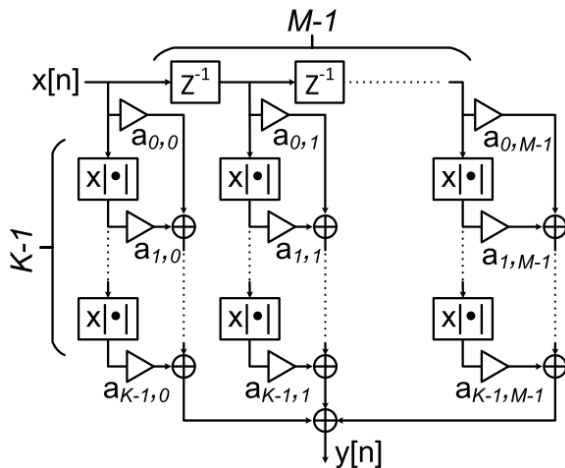 M-1
x[n] Z⁻¹ Z⁻¹
a₀,₀ a₀,₁ a₀,M-1
K-1
x|•| x|•| x|•|
a₁,₀ a₁,₁ a₁,M-1
x|•| x|•| x|•|
aK-1,0 aK-1,1 aK-1,M-1
y[n]